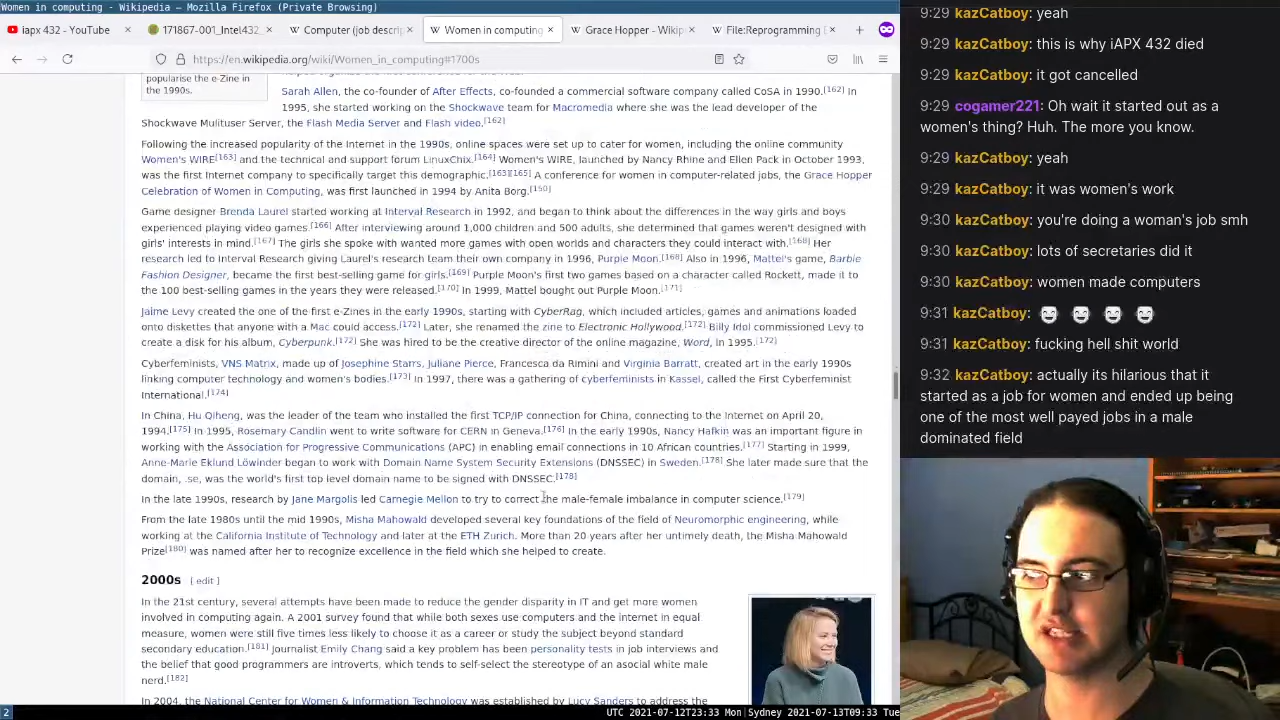 Women in computing - Wikipedia — Mozilla Firefox (Private Browsing)
iapx 432 - YouTube
171867-001_Intel432_
Computer (job descri
Women in computing
Grace Hopper - Wikip
File:Reprogramming
https://en.wikipedia.org/wiki/Women_in_computing#1700s
popularise the e-Zine in
the 1990s.
Sarah Allen, the co-founder of After Effects, co-founded a commercial software company called CoSA in 1990.[162] In
1995, she started working on the Shockwave team for Macromedia where she was the lead developer of the
Shockwave Multiuser Server, the Flash Media Server and Flash video.[162]
Following the increased popularity of the Internet in the 1990s, online spaces were set up to cater for women, including the online community
Women's WIRE[163] and the technical and support forum LinuxChix.[164] Women's WIRE, launched by Nancy Rhine and Ellen Pack in October 1993,
was the first Internet company to specifically target this demographic.[163][165] A conference for women in computer-related jobs, the Grace Hopper
Celebration of Women in Computing, was first launched in 1994 by Anita Borg.[150]
Game designer Brenda Laurel started working at Interval Research in 1992, and began to think about the differences in the way girls and boys
experienced playing video games.[166] After interviewing around 1,000 children and 500 adults, she determined that games weren't designed with
girls' interests in mind.[167] The girls she spoke with wanted more games with open worlds and characters they could interact with.[168] Her
research led to Interval Research giving Laurel's research team their own company in 1996, Purple Moon.[168] Also in 1996, Mattel's game, Barbie
Fashion Designer, became the first best-selling game for girls.[169] Purple Moon's first two games based on a character called Rockett, made it to
the 100 best-selling games in the years they were released.[170] In 1999, Mattel bought out Purple Moon.[171]
Jaime Levy created the one of the first e-Zines in the early 1990s, starting with CyberRag, which included articles, games and animations loaded
onto diskettes that anyone with a Mac could access.[172] Later, she renamed the zine to Electronic Hollywood.[172] Billy Idol commissioned Levy to
create a disk for his album, Cyberpunk.[172] She was hired to be the creative director of the online magazine, Word, in 1995.[172]
Cyberfeminists, VNS Matrix, made up of Josephine Starrs, Juliane Pierce, Francesca da Rimini and Virginia Barratt, created art in the early 1990s
linking computer technology and women's bodies.[173] In 1997, there was a gathering of cyberfeminists in Kassel, called the First Cyberfeminist
International.[174]
In China, Hu Qiheng, was the leader of the team who installed the first TCP/IP connection for China, connecting to the Internet on April 20,
1994.[175] In 1995, Rosemary Candlin went to write software for CERN in Geneva.[176] In the early 1990s, Nancy Hafkin was an important figure in
working with the Association for Progressive Communications (APC) in enabling email connections in 10 African countries.[177] Starting in 1999,
Anne-Marie Eklund Löwinder began to work with Domain Name System Security Extensions (DNSSEC) in Sweden.[178] She later made sure that the
domain, .se, was the world's first top level domain name to be signed with DNSSEC.[178]
In the late 1990s, research by Jane Margolis led Carnegie Mellon to try to correct the male-female imbalance in computer science.[179]
From the late 1980s until the mid 1990s, Misha Mahowald developed several key foundations of the field of Neuromorphic engineering, while
working at the California Institute of Technology and later at the ETH Zurich. More than 20 years after her untimely death, the Misha Mahowald
Prize[180] was named after her to recognize excellence in the field which she helped to create.
2000s [ edit ]
In the 21st century, several attempts have been made to reduce the gender disparity in IT and get more women
involved in computing again. A 2001 survey found that while both sexes use computers and the internet in equal
measure, women were still five times less likely to choose it as a career or study the subject beyond standard
secondary education.[181] Journalist Emily Chang said a key problem has been personality tests in job interviews and
the belief that good programmers are introverts, which tends to self-select the stereotype of an asocial white male
nerd.[182]
In 2004, the National Center for Women & Information Technology was established by Lucy Sanders to address the
2
UTC 2021-07-12T23:33 Mon|Sydney 2021-07-13T09:33 Tue
9:29 kazCatboy: yeah
9:29 kazCatboy: this is why iAPX 432 died
9:29 kazCatboy: it got cancelled
9:29 cogamer221: Oh wait it started out as a
women's thing? Huh. The more you know.
9:29 kazCatboy: yeah
9:29 kazCatboy: it was women's work
9:30 kazCatboy: you're doing a woman's job smh
9:30 kazCatboy: lots of secretaries did it
9:30 kazCatboy: women made computers
9:31 kazCatboy:
9:31 kazCatboy: fucking hell shit world
9:32 kazCatboy: actually its hilarious that it
started as a job for women and ended up being
one of the most well payed jobs in a male
dominated field